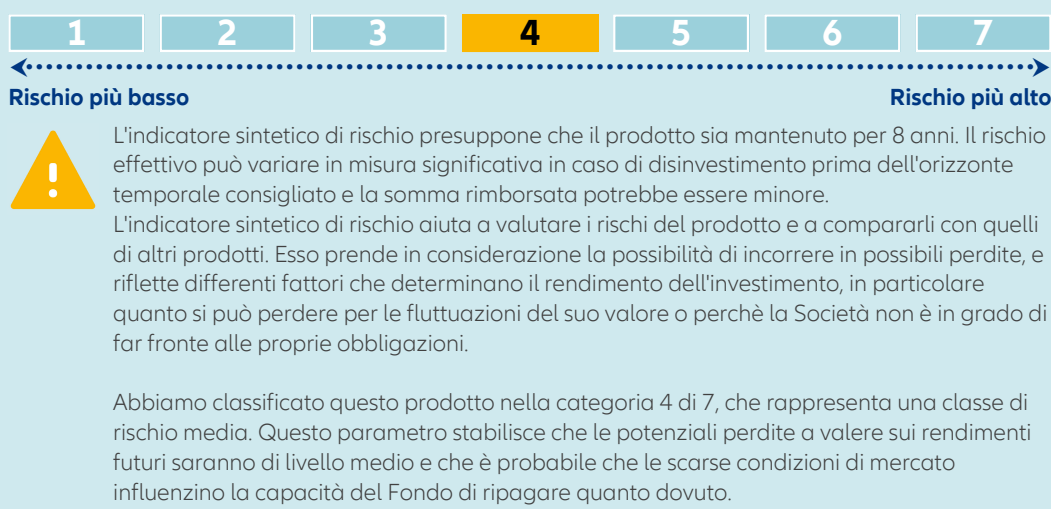 1 2 3 4 5 6 7
Rischio più basso Rischio più alto
L'indicatore sintetico di rischio presuppone che il prodotto sia mantenuto per 8 anni. Il rischio
effettivo può variare in misura significativa in caso di disinvestimento prima dell'orizzonte
temporale consigliato e la somma rimborsata potrebbe essere minore.
L'indicatore sintetico di rischio aiuta a valutare i rischi del prodotto e a compararli con quelli
di altri prodotti. Esso prende in considerazione la possibilità di incorrere in possibili perdite, e
riflette differenti fattori che determinano il rendimento dell'investimento, in particolare
quanto si può perdere per le fluttuazioni del suo valore o perchè la Società non è in grado di
far fronte alle proprie obbligazioni.
Abbiamo classificato questo prodotto nella categoria 4 di 7, che rappresenta una classe di
rischio media. Questo parametro stabilisce che le potenziali perdite a valere sui rendimenti
futuri saranno di livello medio e che è probabile che le scarse condizioni di mercato
influenzino la capacità del Fondo di ripagare quanto dovuto.